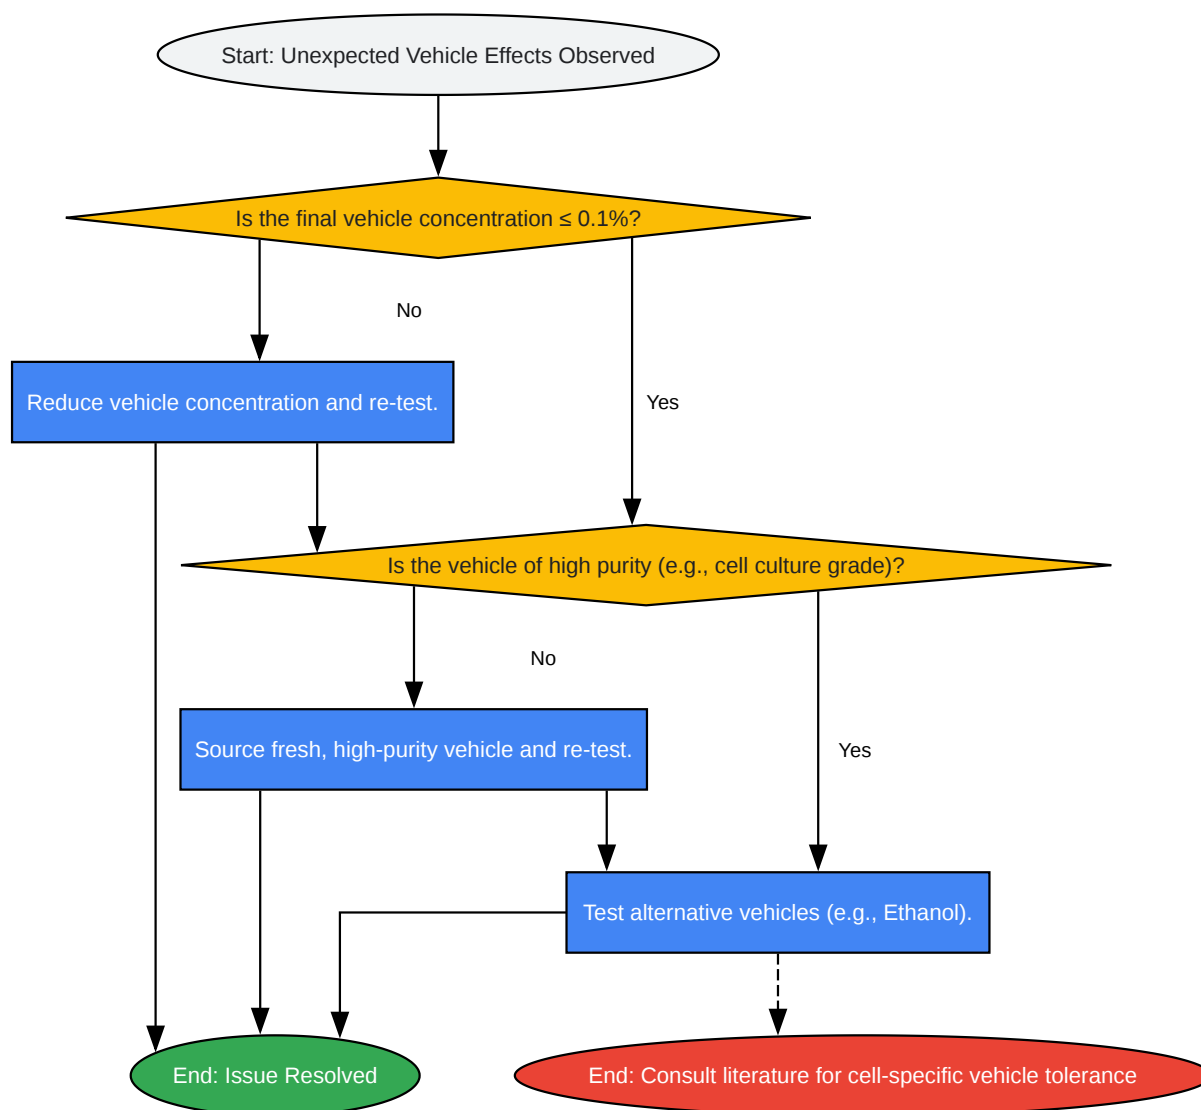 Start: Unexpected Vehicle Effects Observed
Is the final vehicle concentration ≤ 0.1%?
No
Reduce vehicle concentration and re-test.
Yes
Is the vehicle of high purity (e.g., cell culture grade)?
No
Source fresh, high-purity vehicle and re-test.
Yes
Test alternative vehicles (e.g., Ethanol).
End: Issue Resolved
End: Consult literature for cell-specific vehicle tolerance